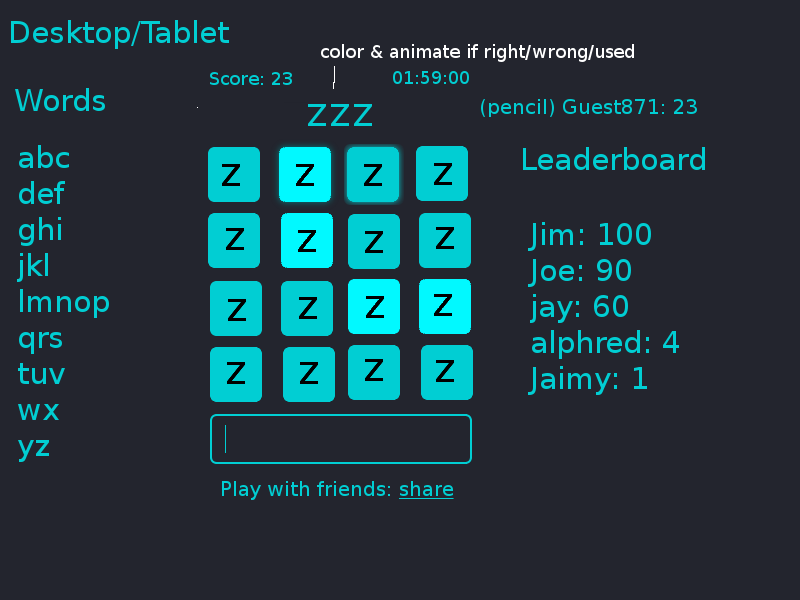 Desktop/Tablet
color & animate if right/wrong/used
Score: 23
01:59:00
Words
zzz
(pencil) Guest871: 23
abc
def
ghi
jkl
lmnop
qrs
tuv
wx
yz
z z z z
z z z z
z z z z
z z z z
Play with friends: share
Leaderboard
Jim: 100
Joe: 90
jay: 60
alphred: 4
Jaimy: 1